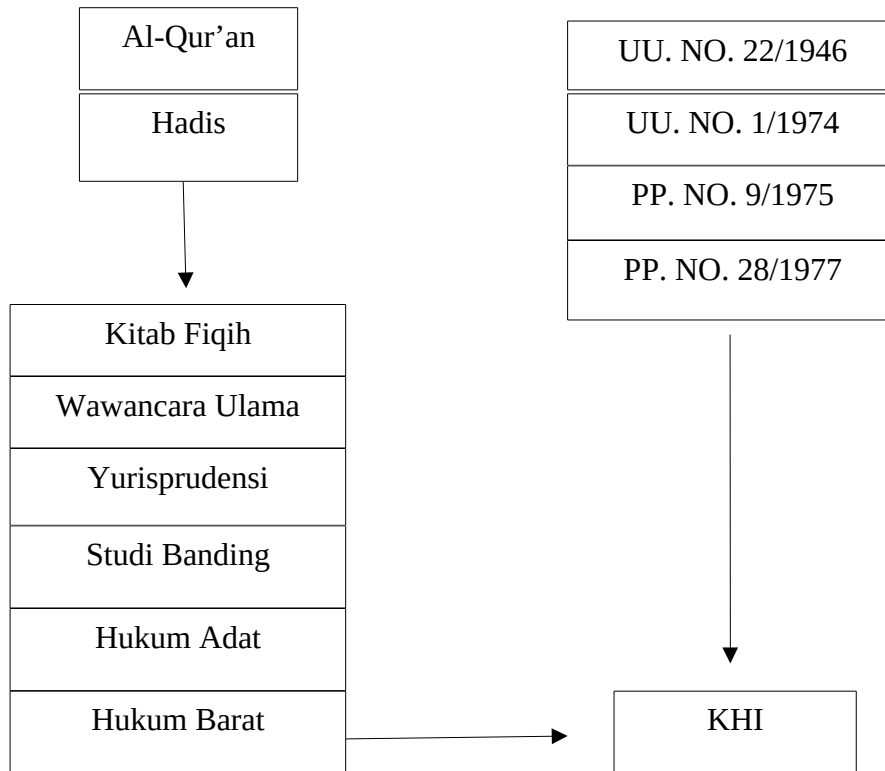 Al-Qur’an
Hadis
UU. NO. 22/1946
UU. NO. 1/1974
PP. NO. 9/1975
PP. NO. 28/1977
Kitab Fiqih
Wawancara Ulama
Yurisprudensi
Studi Banding
Hukum Adat
Hukum Barat
KHI